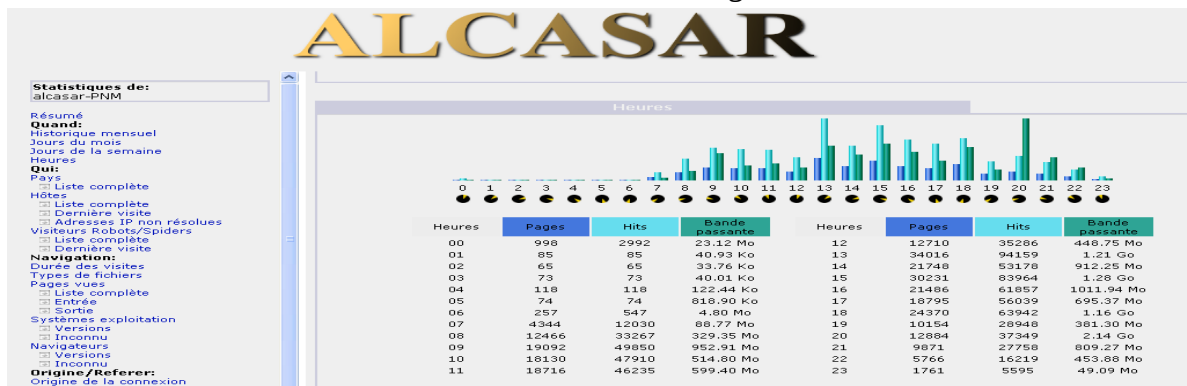 ALCASAR
Statistiques de:
alcasar-PNM
Résumé
Quand:
Historique mensuel
Jours du mois
Jours de la semaine
Heures
Qui:
Pays
Liste complète
Hôtes
Liste complète
Dernière visite
Adresses IP non résolues
Visiteurs Robots/Spiders
Liste complète
Dernière visite
Navigation:
Durée des visites
Types de fichiers
Pages vues
Liste complète
Entrée
Sortie
Systèmes exploitation
Versions
Inconnu
Navigateurs
Versions
Inconnu
Origine/Referer:
Origine de la connexion
Heures
0 1 2 3 4 5 6 7 8 9 10 11 12 13 14 15 16 17 18 19 20 21 22 23
Heures Pages Hits Bande passante Heures Pages Hits Bande passante
00 998 2992 23.12 Mo 12 12710 35286 448.75 Mo
01 85 85 40.93 Ko 13 34016 94159 1.21 Go
02 65 65 33.76 Ko 14 21748 53178 912.25 Mo
03 73 73 40.01 Ko 15 30231 83964 1.28 Go
04 118 118 122.44 Ko 16 21486 61857 1011.94 Mo
05 74 74 818.90 Ko 17 18795 56039 695.37 Mo
06 257 547 4.80 Mo 18 24370 63942 1.16 Go
07 4344 12030 88.77 Mo 19 10154 28948 381.30 Mo
08 12466 33267 329.35 Mo 20 12884 37349 2.14 Go
09 19092 49850 952.91 Mo 21 9871 27758 809.27 Mo
10 18130 47910 514.80 Mo 22 5766 16219 453.88 Mo
11 18716 46235 599.40 Mo 23 1761 5595 49.09 Mo